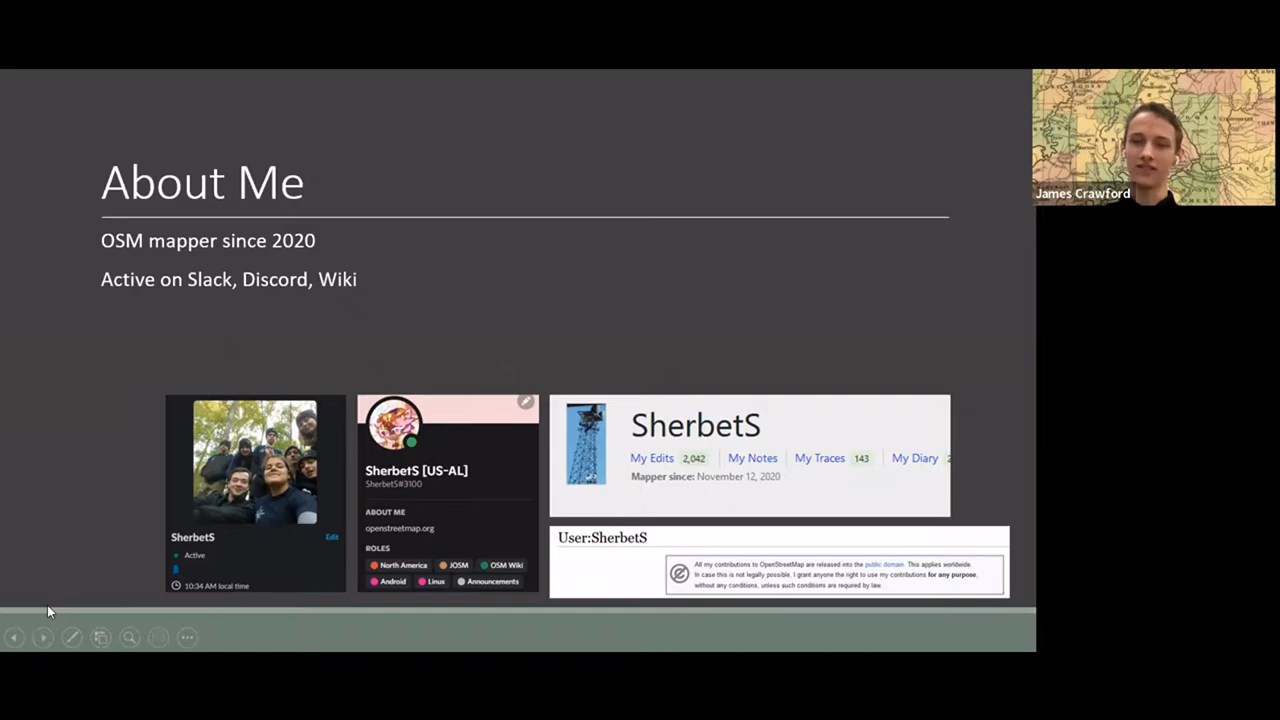 About Me
OSM mapper since 2020
Active on Slack, Discord, Wiki
James Crawford
SherbetS
Edit
Active
10:34 AM local time
SherbetS [US-AL]
SherbetS#3100
ABOUT ME
openstreetmap.org
ROLES
North America JOSM OSM Wiki
Android Linux Announcements
SherbetS
My Edits 2,042 My Notes My Traces 143 My Diary
Mapper since: November 12, 2020
User:SherbetS
All my contributions to OpenStreetMap are released into the public domain. This applies worldwide.
In case this is not legally possible, I grant anyone the right to use my contributions for any purpose,
without any conditions, unless such conditions are required by law.